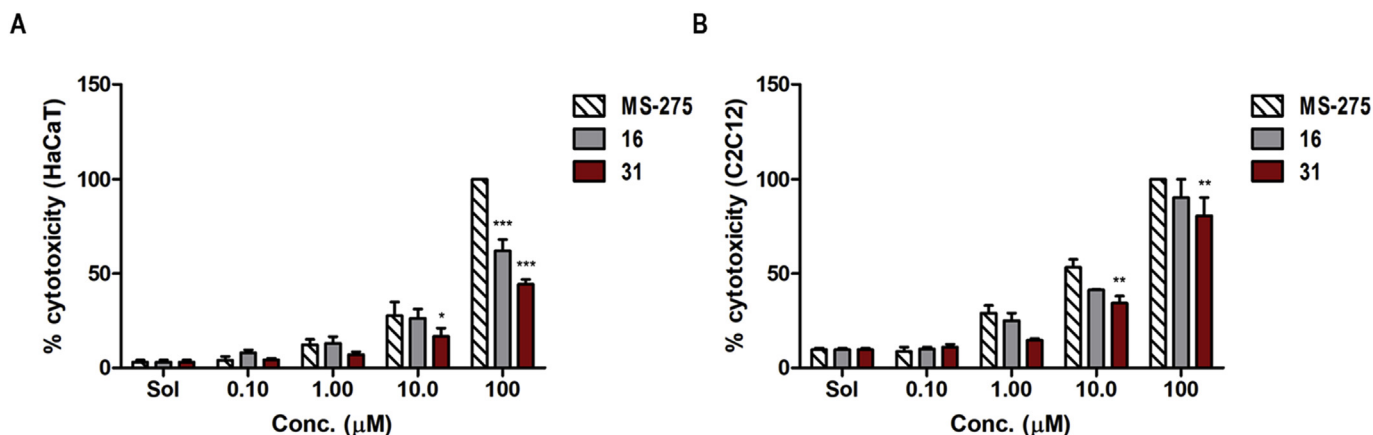 A
% cytotoxicity (HaCaT)
150
100
50
0
***
***
*
Sol 0.10 1.00 10.0 100
Conc. (μM)
MS-275
16
31
B
% cytotoxicity (C2C12)
150
100
50
0
**
**
Sol 0.10 1.00 10.0 100
Conc. (μM)
MS-275
16
31